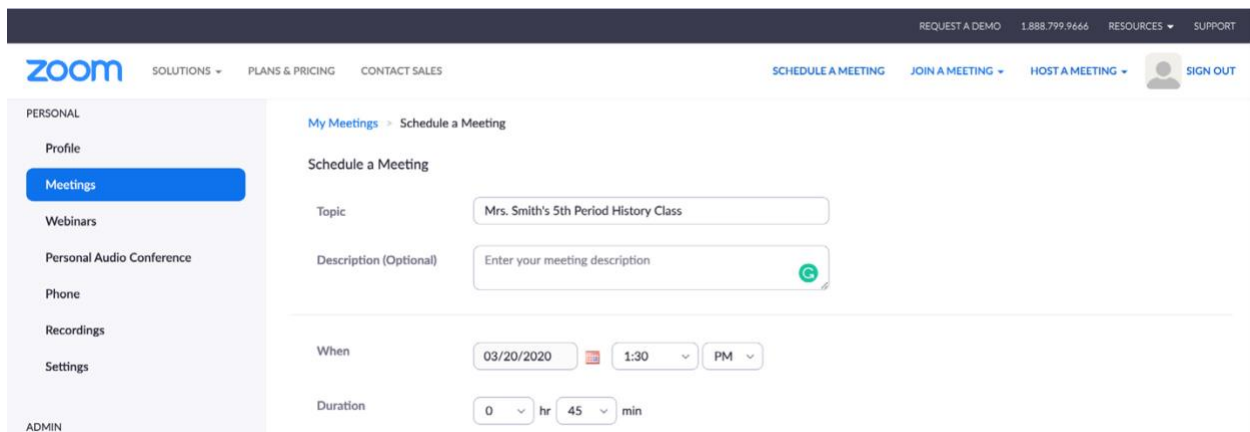 REQUEST A DEMO 1.888.799.9666 RESOURCES SUPPORT
zoom SOLUTIONS PLANS & PRICING CONTACT SALES SCHEDULE A MEETING JOIN A MEETING HOST A MEETING SIGN OUT
PERSONAL
Profile
Meetings
Webinars
Personal Audio Conference
Phone
Recordings
Settings
ADMIN
My Meetings > Schedule a Meeting
Schedule a Meeting
Topic Mrs. Smith's 5th Period History Class
Description (Optional) Enter your meeting description
When 03/20/2020 1:30 PM
Duration 0 hr 45 min